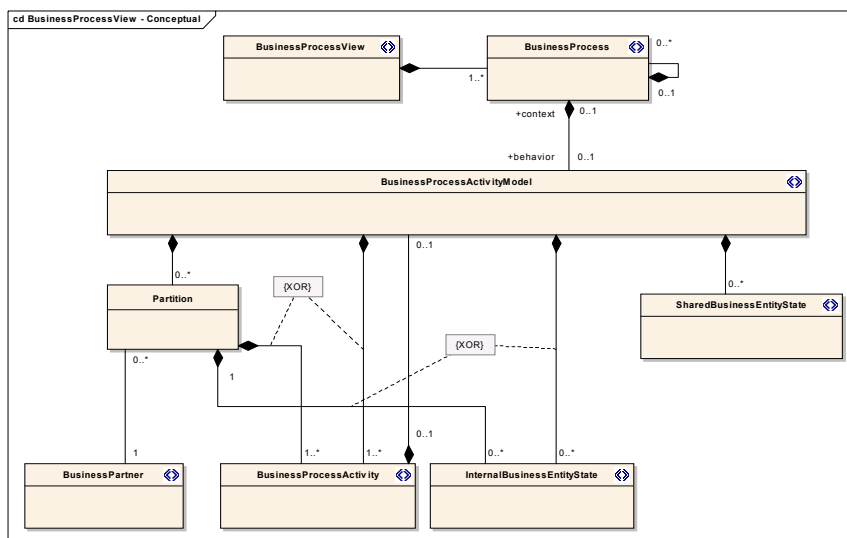 cd BusinessProcessView - Conceptual
BusinessProcessView
BusinessProcess
0..*
1..*
0..1
+context
0..1
+behavior
0..1
BusinessProcessActivityModel
0..1
0..*
0..*
Partition
{XOR}
SharedBusinessEntityState
{XOR}
0..*
1
0..1
1
1..*
1..*
0..*
0..*
BusinessPartner
BusinessProcessActivity
InternalBusinessEntityState